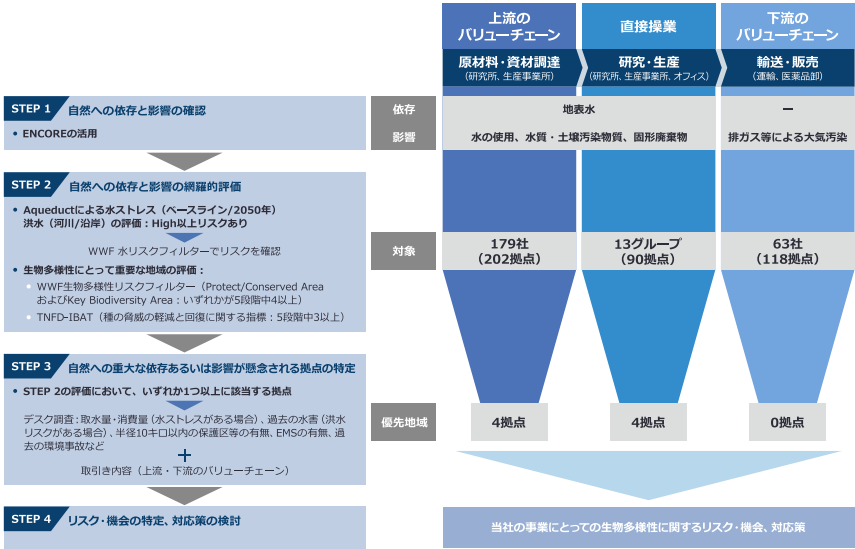 上流の
バリューチェーン
直接操業
下流の
バリューチェーン
原材料・資材調達
（研究所、生産事業所）
研究・生産
（研究所、生産事業所、オフィス）
輸送・販売
（運輸、医薬品卸）
STEP 1 自然への依存と影響の確認
• ENCOREの活用
依存
地表水
ー
影響
水の使用、水質・土壌汚染物質、固形廃棄物
排ガス等による大気汚染
STEP 2 自然への依存と影響の網羅的評価
• Aqueductによる水ストレス（ベースライン/2050年）
洪水（河川/沿岸）の評価：High以上リスクあり
WWF 水リスクフィルターでリスクを確認
• 生物多様性にとって重要な地域の評価：
• WWF生物多様性リスクフィルター（Protect/Conserved Area
およびKey Biodiversity Area：いずれかが5段階中4以上）
• TNFD-IBAT（種の脅威の軽減と回復に関する指標：5段階中3以上）
対象
179社
（202拠点）
13グループ
（90拠点）
63社
（118拠点）
STEP 3 自然への重大な依存あるいは影響が懸念される拠点の特定
• STEP 2の評価において、いずれか1つ以上に該当する拠点
デスク調査：取水量・消費量（水ストレスがある場合）、過去の水害（洪水
リスクがある場合）、半径10キロ以内の保護区等の有無、EMSの有無、過
去の環境事故など
+
取引き内容（上流・下流のバリューチェーン）
優先地域
4拠点
4拠点
0拠点
STEP 4 リスク・機会の特定、対応策の検討
当社の事業にとっての生物多様性に関するリスク・機会、対応策